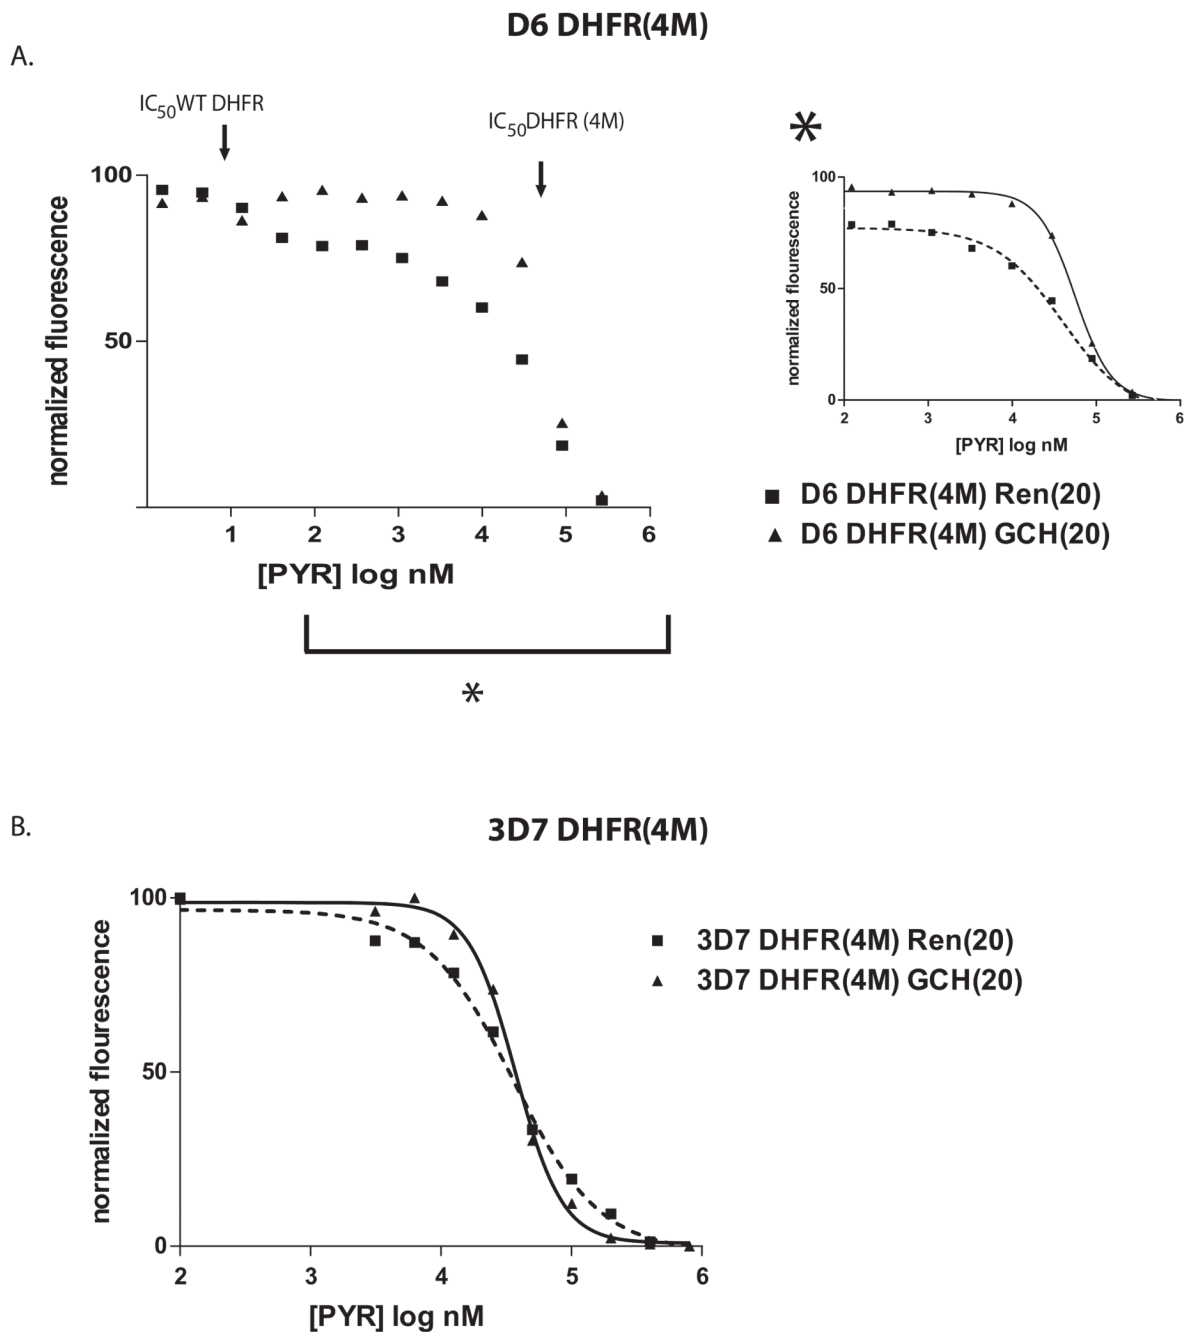 D6 DHFR(4M)
A.
IC50WT DHFR
IC50DHFR (4M)
*
100
50
normalized fluorescence
1 2 3 4 5 6
[PYR] log nM
*
100
50
0
normalized flourescence
2 3 4 5 6
[PYR] log nM
D6 DHFR(4M) Ren(20)
D6 DHFR(4M) GCH(20)
B.
3D7 DHFR(4M)
100
50
0
normalized flourescence
2 3 4 5 6
[PYR] log nM
3D7 DHFR(4M) Ren(20)
3D7 DHFR(4M) GCH(20)